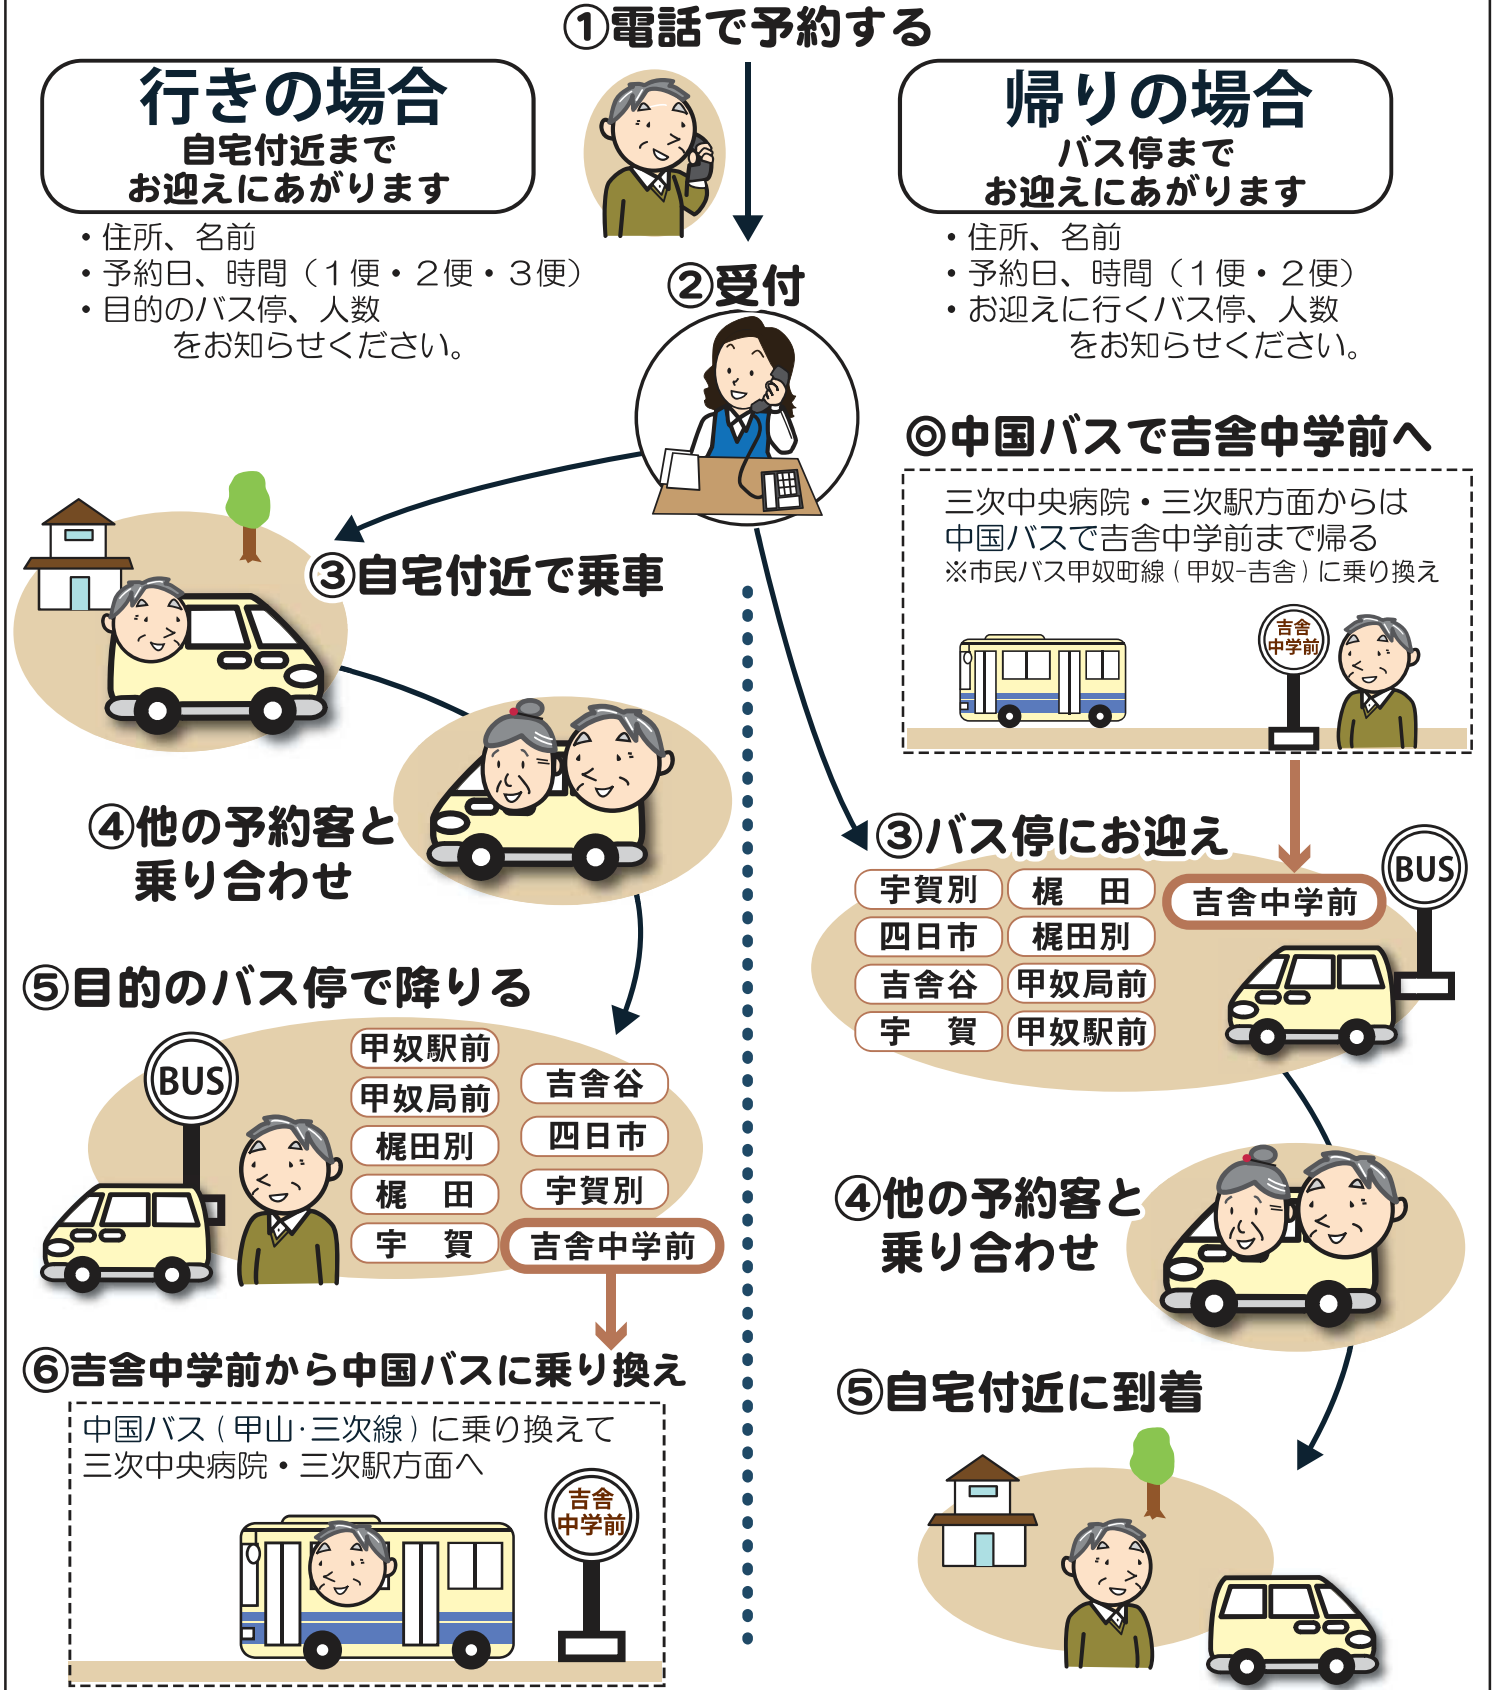 ①電話で予約する
行きの場合
自宅付近まで
お迎えにあがります
・住所、名前
・予約日、時間（１便・２便・３便）
・目的のバス停、人数
をお知らせください。
帰りの場合
バス停まで
お迎えにあがります
・住所、名前
・予約日、時間（１便・２便）
・お迎えに行くバス停、人数
をお知らせください。
②受付
③自宅付近で乗車
④他の予約客と
乗り合わせ
⑤目的のバス停で降りる
BUS
甲奴駅前
甲奴局前
梶田別
梶　田
宇　賀
吉舎谷
四日市
宇賀別
吉舎中学前
⑥吉舎中学前から中国バスに乗り換え
中国バス（甲山·三次線）に乗り換えて
三次中央病院・三次駅方面へ
吉舎
中学前
◎中国バスで吉舎中学前へ
三次中央病院・三次駅方面からは
中国バスで吉舎中学前まで帰る
※市民バス甲奴町線（甲奴-吉舎）に乗り換え
吉舎
中学前
③バス停にお迎え
宇賀別
四日市
吉舎谷
宇　賀
梶　田
梶田別
甲奴局前
甲奴駅前
吉舎中学前
BUS
④他の予約客と
乗り合わせ
⑤自宅付近に到着